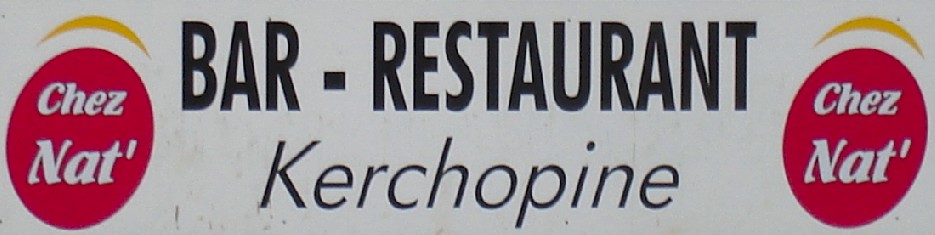 Chez
Nat'
BAR - RESTAURANT
Kerchopine
Chez
Nat'